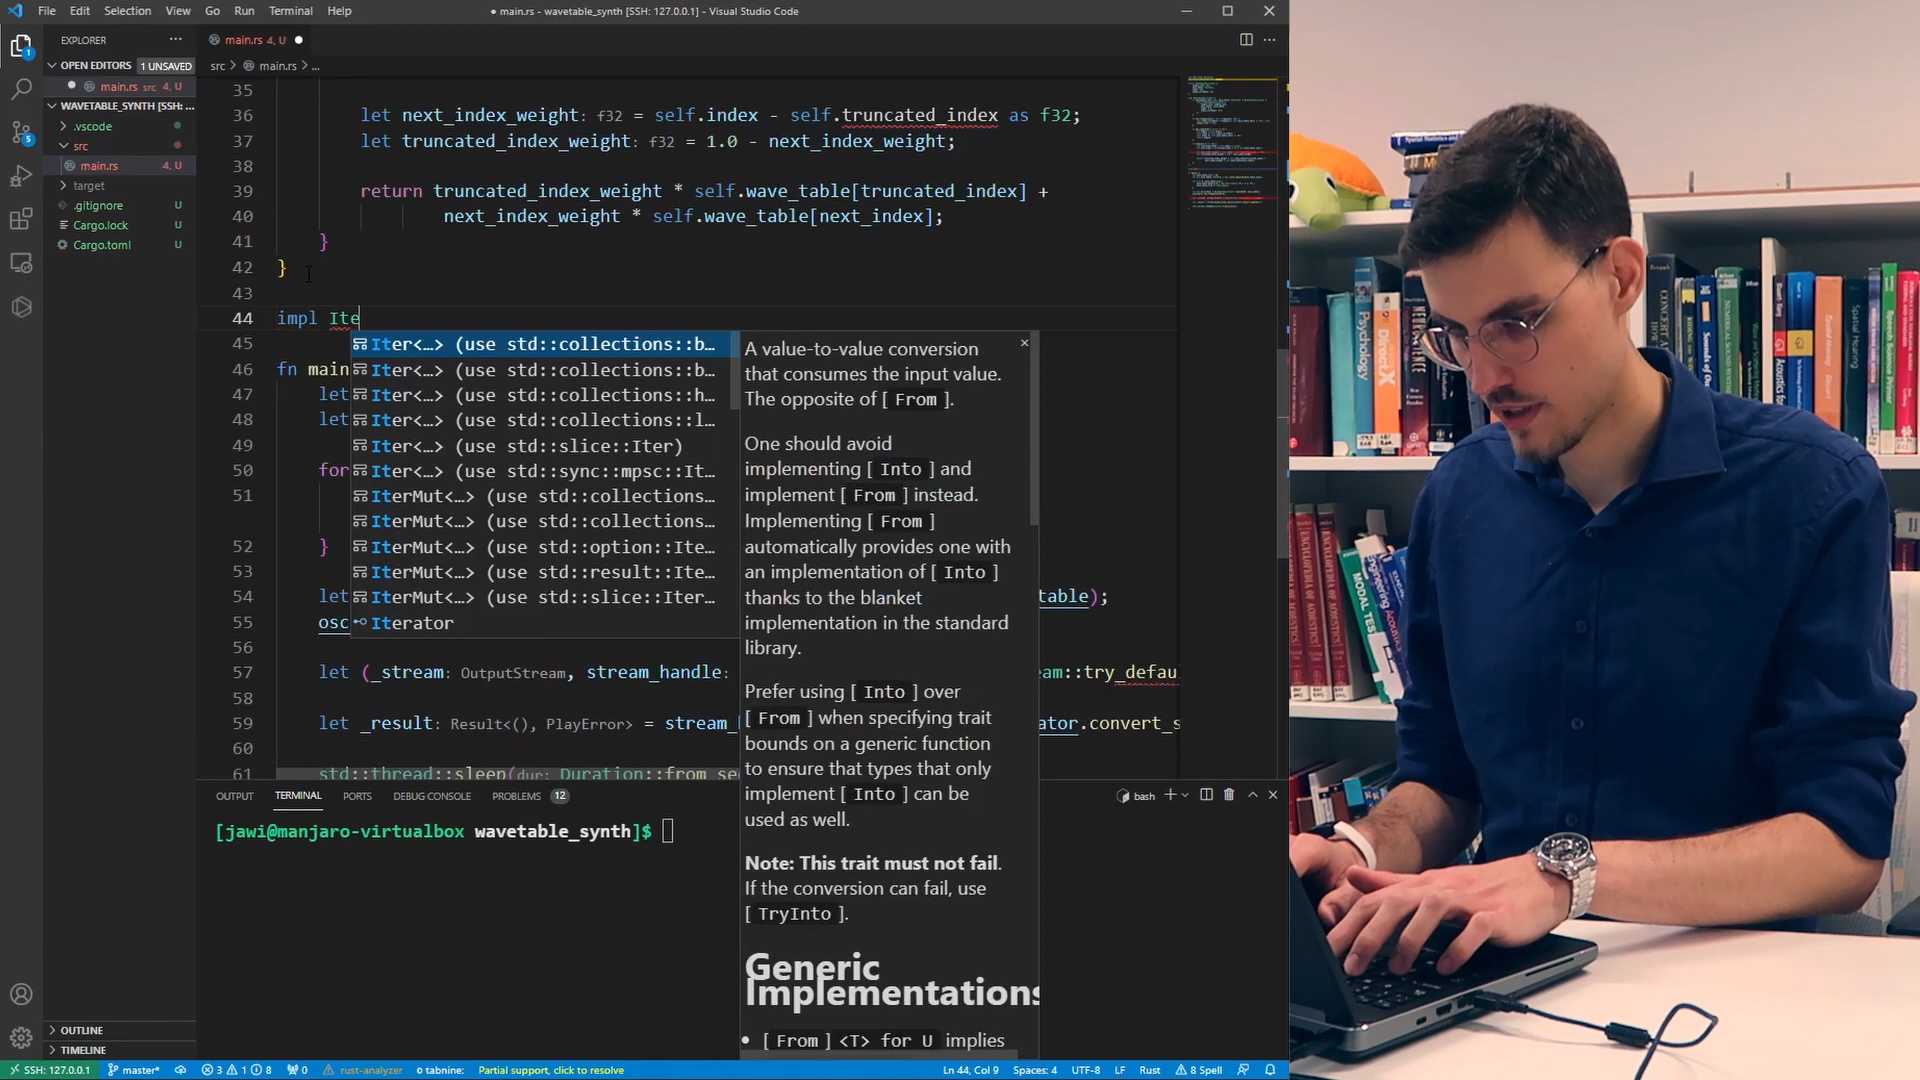 File Edit Selection View Go Run Terminal Help
● main.rs - wavetable_synth [SSH: 127.0.0.1] - Visual Studio Code
EXPLORER
main.rs 4, U
OPEN EDITORS 1 UNSAVED
src > main.rs > ...
main.rs src 4, U
WAVETABLE_SYNTH [SSH: ...
.vscode
src
main.rs 4, U
target
.gitignore U
Cargo.lock U
Cargo.toml U
35
36 let next_index_weight: f32 = self.index - self.truncated_index as f32;
37 let truncated_index_weight: f32 = 1.0 - next_index_weight;
38
39 return truncated_index_weight * self.wave_table[truncated_index] +
40 next_index_weight * self.wave_table[next_index];
41 }
42 }
43
44 impl Ite
45
46 fn main
47 let
48 let
49
50 for
51
52 }
53
54 let table);
55 osc
56
57 let (_stream: OutputStream, stream_handle: eam::try_defau
58
59 let _result: Result<(), PlayError> = stream_h ator.convert_s
60
61 std::thread::sleep(dur: Duration::from_se
Iter<…> (use std::collections::b…
Iter<…> (use std::collections::b…
Iter<…> (use std::collections::h…
Iter<…> (use std::collections::l…
Iter<…> (use std::slice::Iter)
Iter<…> (use std::sync::mpsc::It…
IterMut<…> (use std::collections…
IterMut<…> (use std::collections…
IterMut<…> (use std::option::Ite…
IterMut<…> (use std::result::Ite…
IterMut<…> (use std::slice::Iter…
Iterator
A value-to-value conversion
that consumes the input value.
The opposite of [ From ].
One should avoid
implementing [ Into ] and
implement [ From ] instead.
Implementing [ From ]
automatically provides one with
an implementation of [ Into ]
thanks to the blanket
implementation in the standard
library.
Prefer using [ Into ] over
[ From ] when specifying trait
bounds on a generic function
to ensure that types that only
implement [ Into ] can be
used as well.
Note: This trait must not fail.
If the conversion can fail, use
[ TryInto ].
Generic
Implementations
• [ From ] <T> for U implies
OUTPUT TERMINAL PORTS DEBUG CONSOLE PROBLEMS 12
bash
[jawi@manjaro-virtualbox wavetable_synth]$
OUTLINE
TIMELINE
SSH: 127.0.0.1 master* 3 1 8 0 rust-analyzer tabnine: Partial support, click to resolve
Ln 44, Col 9 Spaces: 4 UTF-8 LF Rust 8 Spell
Psychology
DirectX
MODAL TES
Engineering Acoustics
Spatial Hearing
Speech Science Primer